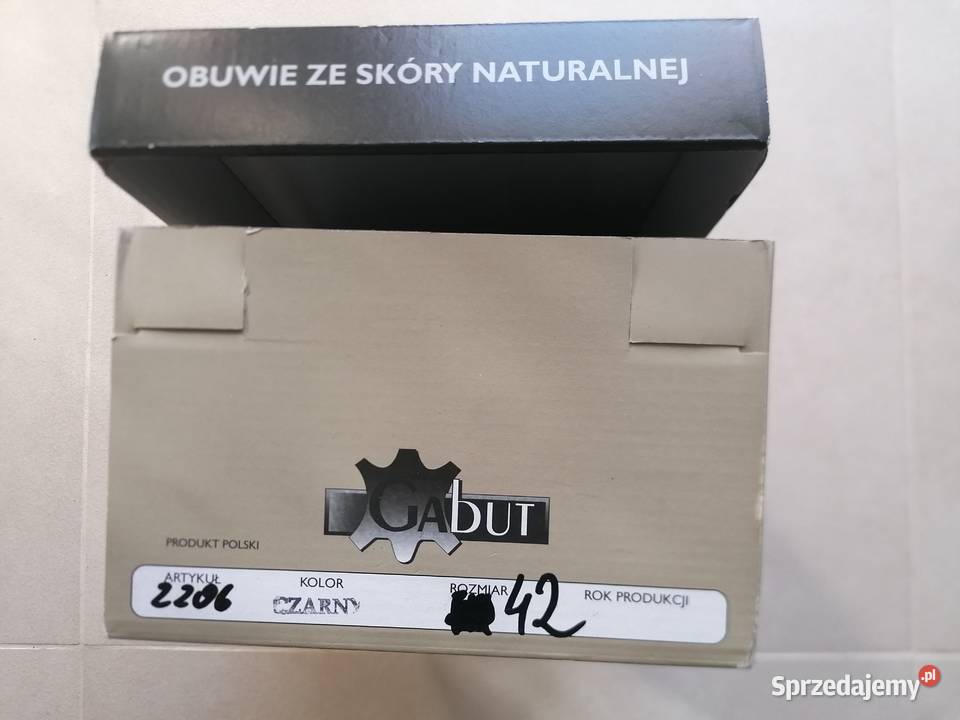 OBUWIE ZE SKÓRY NATURALNEJ
GABUT
PRODUKT POLSKI
ARTYKUŁ KOLOR ROZMIAR ROK PRODUKCJI
2206 CZARNY 42
Sprzedajemy.pl